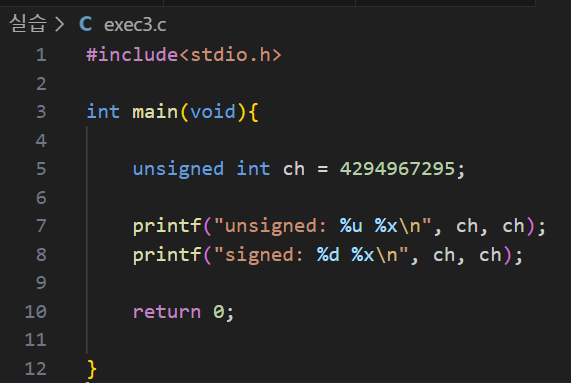 실습 > C exec3.c
1 #include<stdio.h>
2
3 int main(void){
4
5 unsigned int ch = 4294967295;
6
7 printf("unsigned: %u %x\n", ch, ch);
8 printf("signed: %d %x\n", ch, ch);
9
10 return 0;
11
12 }